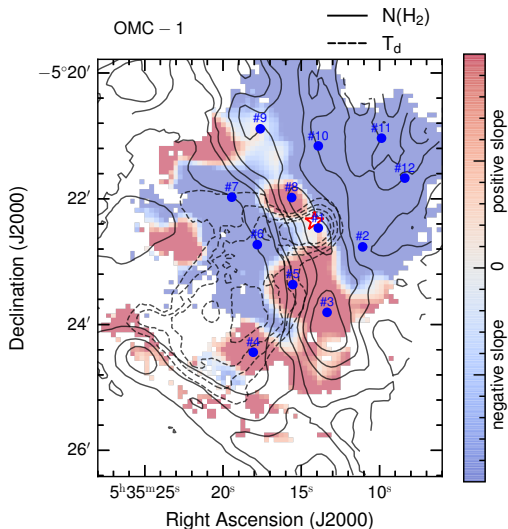 OMC − 1
N(H₂)
T_d
−5°20′
22′
24′
26′
5ʰ35ᵐ25ˢ
20ˢ
15ˢ
10ˢ
Right Ascension (J2000)
Declination (J2000)
#9
#10
#11
#12
#7
#8
#1
#6
#2
#5
#3
#4
positive slope
0
negative slope